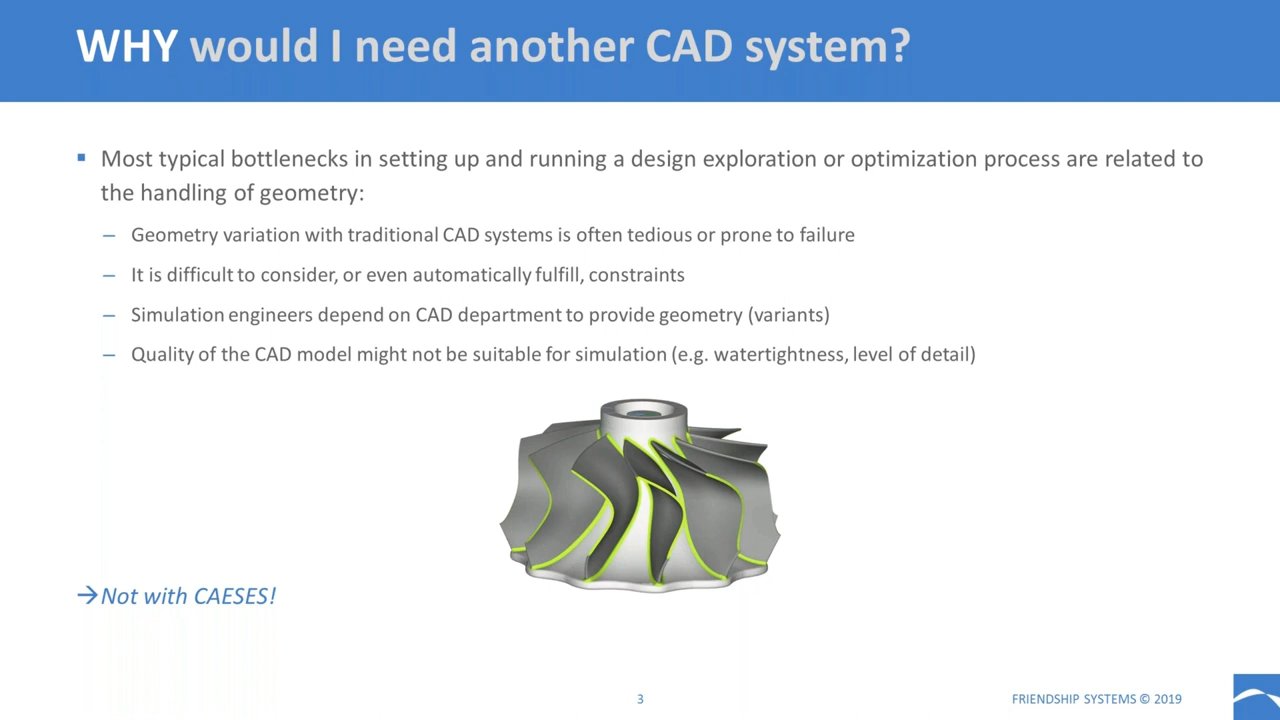 WHY would I need another CAD system?
▪ Most typical bottlenecks in setting up and running a design exploration or optimization process are related to
the handling of geometry:
– Geometry variation with traditional CAD systems is often tedious or prone to failure
– It is difficult to consider, or even automatically fulfill, constraints
– Simulation engineers depend on CAD department to provide geometry (variants)
– Quality of the CAD model might not be suitable for simulation (e.g. watertightness, level of detail)
→Not with CAESES!
3
FRIENDSHIP SYSTEMS © 2019